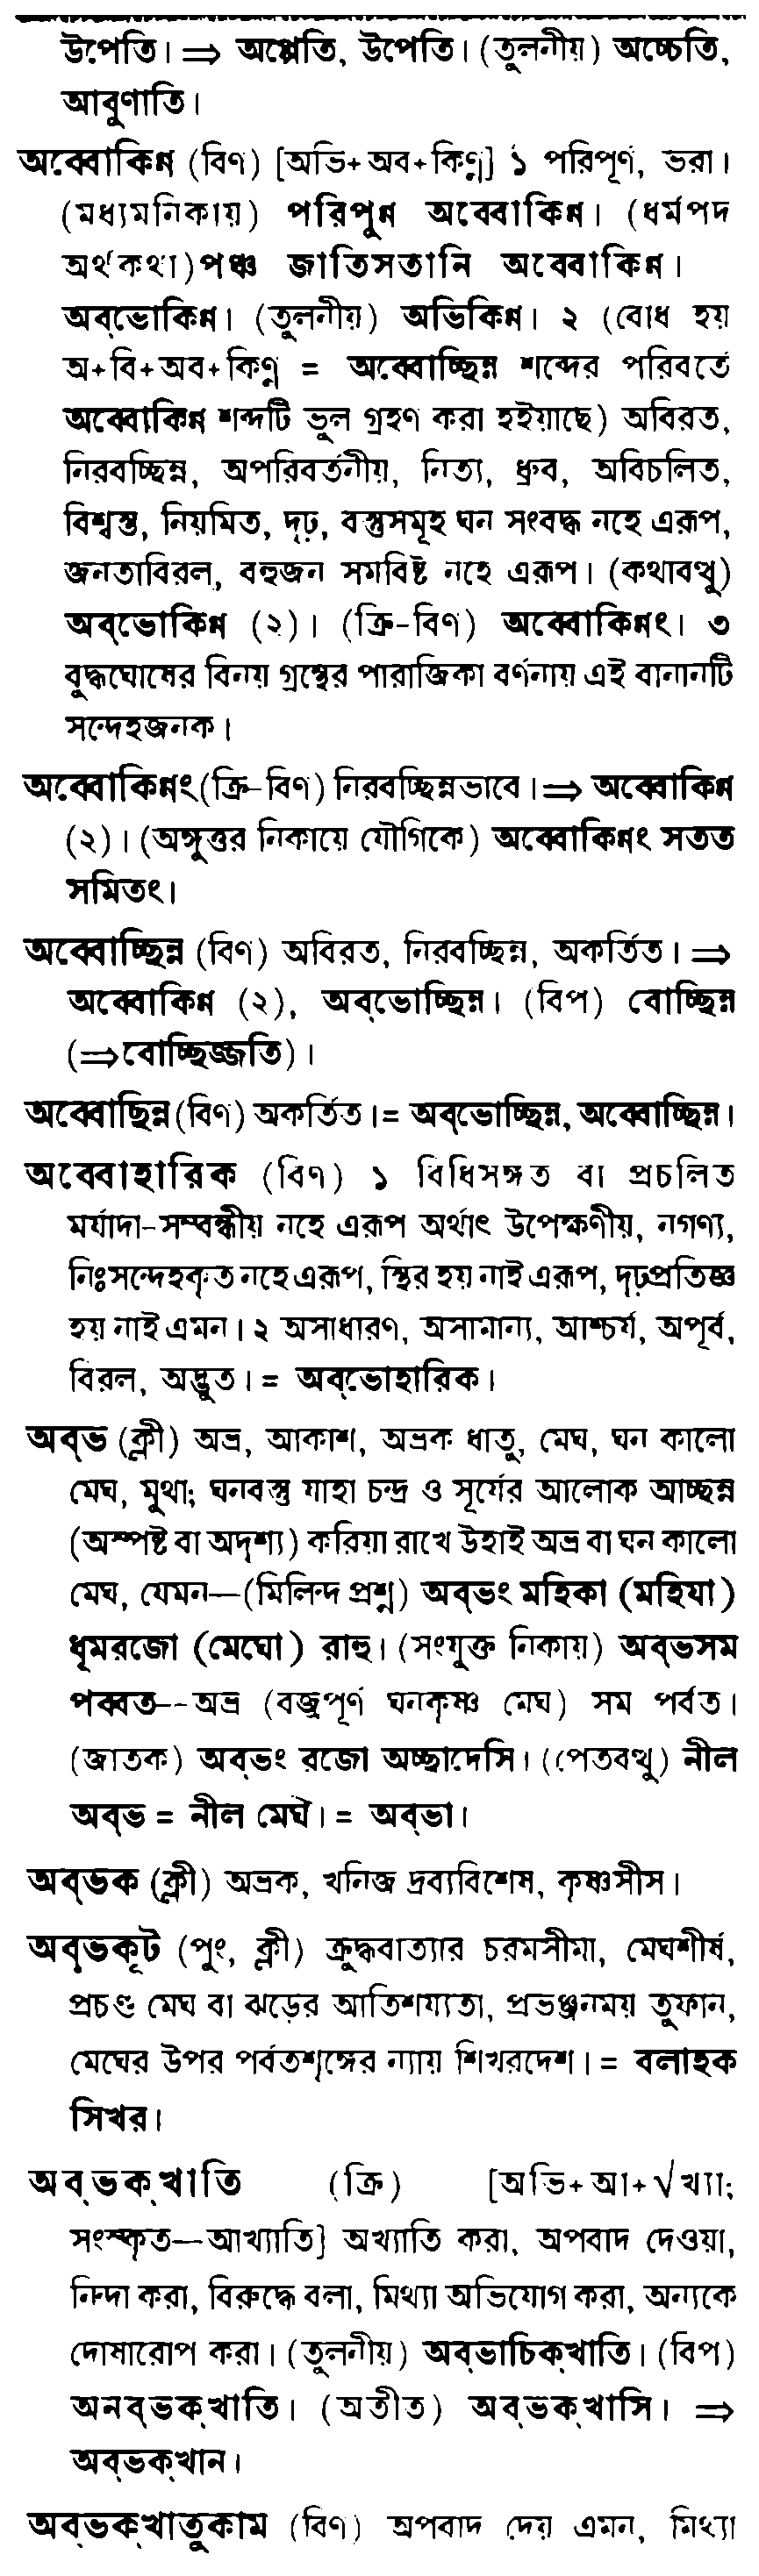 উপেতি। ⇒ অপ্পেতি, উপেতি। (তুলনীয়) অচ্চেতি,
আবুণাতি।
অব্বোকিন্ন (বিণ) [অভি+অব+কিণ্ণ] ১ পরিপূর্ণ, ভরা।
(মধ্যমনিকায়) পরিপুন্ন অব্বোকিন্ন। (ধর্মপদ
অর্থকথা) পঞ্চ জাতিসতানি অব্বোকিন্ন।
অব্‌ভোকিন্ন। (তুলনীয়) অভিকিন্ন। ২ (বোধ হয়
অ+বি+অব+কিণ্ণ = অব্বোচ্ছিন্ন শব্দের পরিবর্তে
অব্বোকিন্ন শব্দটি ভুল গ্রহণ করা হইয়াছে) অবিরত,
নিরবচ্ছিন্ন, অপরিবর্তনীয়, নিত্য, ধ্রুব, অবিচলিত,
বিশ্বস্ত, নিয়মিত, দৃঢ়, বস্তুসমূহ ঘন সংবদ্ধ নহে এরূপ,
জনতাবিরল, বহুজন সমবিষ্ট নহে এরূপ। (কথাবত্থু)
অব্‌ভোকিন্ন (২)। (ক্রি-বিণ) অব্বোকিন্নং। ৩
বুদ্ধঘোষের বিনয় গ্রন্থের পারাজিকা বর্ণনায় এই বানানটি
সন্দেহজনক।
অব্বোকিন্নং (ক্রি-বিণ) নিরবচ্ছিন্নভাবে। ⇒ অব্বোকিন্ন
(২)। (অঙ্গুত্তর নিকায়ে যৌগিকে) অব্বোকিন্নং সতত
সমিতং।
অব্বোচ্ছিন্ন (বিণ) অবিরত, নিরবচ্ছিন্ন, অকর্তিত। ⇒
অব্বোকিন্ন (২), অব্‌ভোচ্ছিন্ন। (বিপ) বোচ্ছিন্ন
(⇒ বোচ্ছিজ্জতি)।
অব্বোছিন্ন (বিণ) অকর্তিত। = অব্‌ভোচ্ছিন্ন, অব্বোচ্ছিন্ন।
অব্বোহারিক (বিণ) ১ বিধিসঙ্গত বা প্রচলিত
মর্যাদা-সম্বন্ধীয় নহে এরূপ অর্থাৎ উপেক্ষণীয়, নগণ্য,
নিঃসন্দেহকৃত নহে এরূপ, স্থির হয় নাই এরূপ, দৃঢ়প্রতিজ্ঞ
হয় নাই এমন। ২ অসাধারণ, অসামান্য, আশ্চর্য, অপূর্ব,
বিরল, অদ্ভুত। = অব্‌ভোহারিক।
অব্‌ভ (ক্লী) অভ্র, আকাশ, অভ্রক ধাতু, মেঘ, ঘন কালো
মেঘ, মুথা; ঘনবস্তু যাহা চন্দ্র ও সূর্যের আলোক আচ্ছন্ন
(অস্পষ্ট বা অদৃশ্য) করিয়া রাখে উহাই অভ্র বা ঘন কালো
মেঘ, যেমন—(মিলিন্দ প্রশ্ন) অব্‌ভং মহিকা (মহিযা)
ধূমরজো (মেঘো) রাহু। (সংযুক্ত নিকায়) অব্‌ভসম
পব্বত--অভ্র (বজ্রপূর্ণ ঘনকৃষ্ণ মেঘ) সম পর্বত।
(জাতক) অব্‌ভং রজো অচ্ছাদেসি। (পেতবত্থু) নীল
অব্‌ভ = নীল মেঘ। = অব্‌ভা।
অব্‌ভক (ক্লী) অভ্রক, খনিজ দ্রব্যবিশেষ, কৃষ্ণসীস।
অব্‌ভকূট (পুং, ক্লী) ক্রুদ্ধবাত্যার চরমসীমা, মেঘশীর্ষ,
প্রচণ্ড মেঘ বা ঝড়ের আতিশয্যতা, প্রভঞ্জনময় তুফান,
মেঘের উপর পর্বতশৃঙ্গের ন্যায় শিখরদেশ। = বলাহক
সিখর।
অব্‌ভক্‌খাতি (ক্রি) [অভি+আ+√খ্যা;
সংস্কৃত—আখ্যাতি] অখ্যাতি করা, অপবাদ দেওয়া,
নিন্দা করা, বিরুদ্ধে বলা, মিথ্যা অভিযোগ করা, অন্যকে
দোষারোপ করা। (তুলনীয়) অব্‌ভাচিক্‌খাতি। (বিপ)
অনব্‌ভক্‌খাতি। (অতীত) অব্‌ভক্‌খাসি। ⇒
অব্‌ভক্‌খান।
অব্‌ভক্‌খাতুকাম (বিণ) অপবাদ দেয় এমন, মিথ্যা